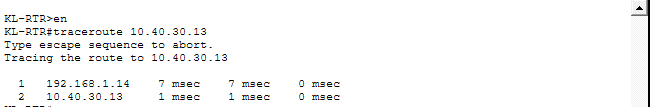 KL-RTR>en
KL-RTR#traceroute 10.40.30.13
Type escape sequence to abort.
Tracing the route to 10.40.30.13
1 192.168.1.14 7 msec 7 msec 0 msec
2 10.40.30.13 1 msec 1 msec 0 msec